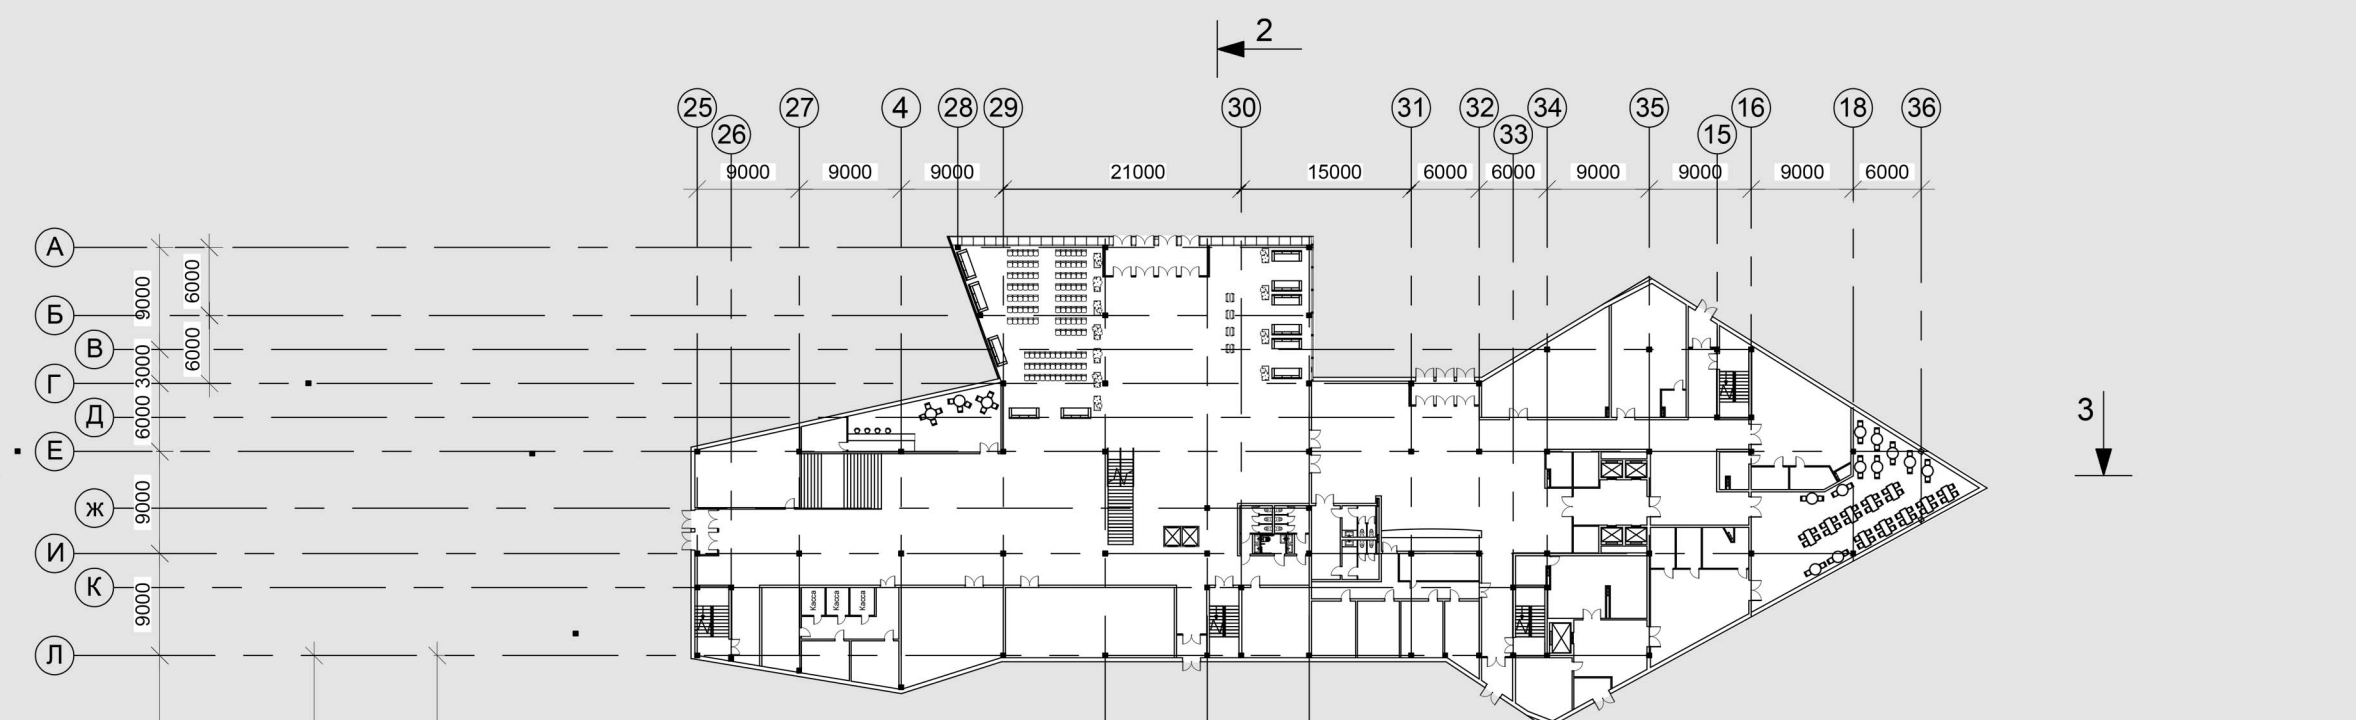 2
25 27 4 28 29 30 31 32 34 35 16 18 36
26 33 15
9000 9000 9000 21000 15000 6000 6000 9000 9000 9000 6000
А
Б
В
Г
Д
Е
Ж
И
К
Л
9000
3000
6000
9000
9000
6000
6000
3
Касса
Касса
Касса